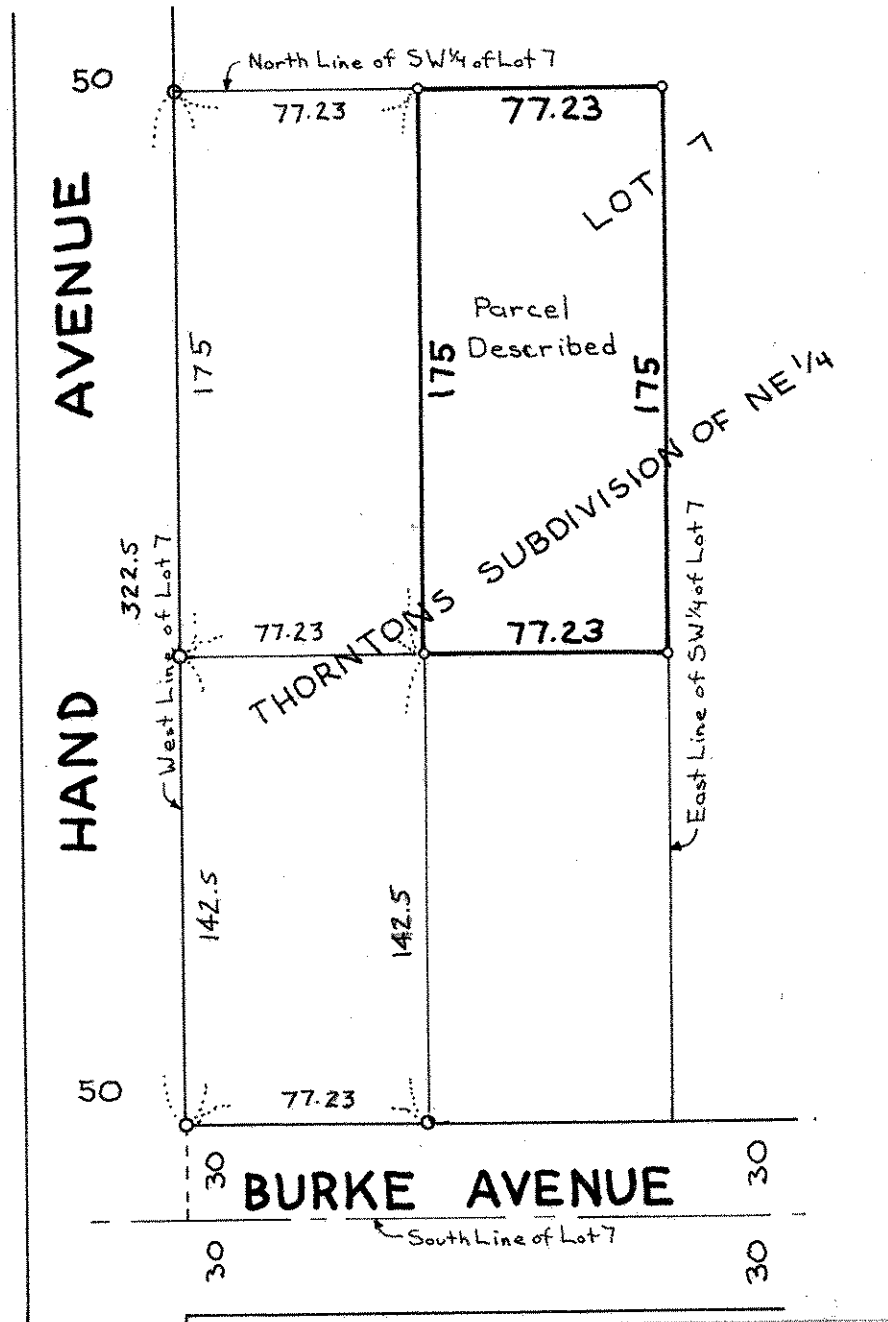 50
North Line of SW¼ of Lot 7
77.23
77.23
LOT 7
HAND AVENUE
175
Parcel
Described
175
175
THORNTONS SUBDIVISION OF NE 1/4
322.5
West Line of Lot 7
77.23
77.23
East Line of SW¼ of Lot 7
142.5
142.5
50
77.23
30
BURKE AVENUE
30
South Line of Lot 7
30
30